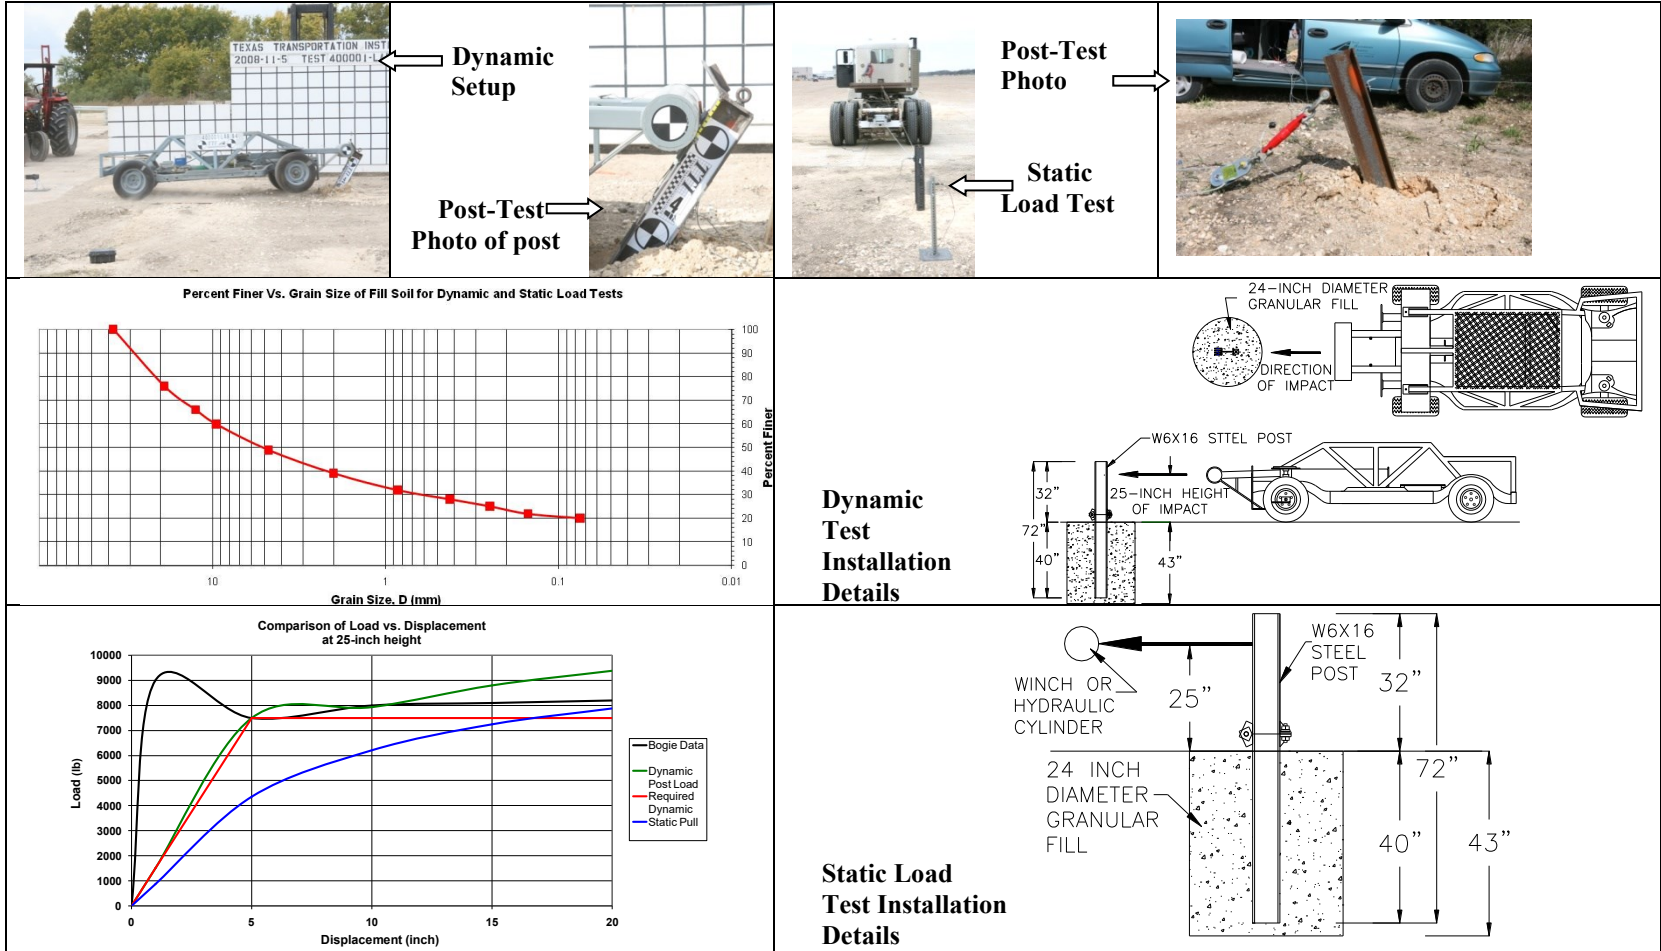 TEXAS TRANSPORTATION INSTI
2008-11-5 TEST 400001-L
Dynamic
Setup
Post-Test
Photo of post
TTI
4
Static
Load Test
Post-Test
Photo
Percent Finer Vs. Grain Size of Fill Soil for Dynamic and Static Load Tests
100
90
80
70
60
50
40
30
20
10
0
Percent Finer
10
1
0.1
0.01
Grain Size, D (mm)
24-INCH DIAMETER
GRANULAR FILL
DIRECTION
OF IMPACT
W6X16 STTEL POST
25-INCH HEIGHT
OF IMPACT
32"
72"
40"
43"
Dynamic
Test
Installation
Details
Comparison of Load vs. Displacement
at 25-inch height
10000
9000
8000
7000
6000
5000
4000
3000
2000
1000
0
Load (lb)
0
5
10
15
20
Displacement (inch)
Bogie Data
Dynamic
Post Load
Required
Dynamic
Static Pull
WINCH OR
HYDRAULIC
CYLINDER
25"
W6X16
STEEL
POST
32"
24 INCH
DIAMETER
GRANULAR
FILL
72"
40"
43"
Static Load
Test Installation
Details